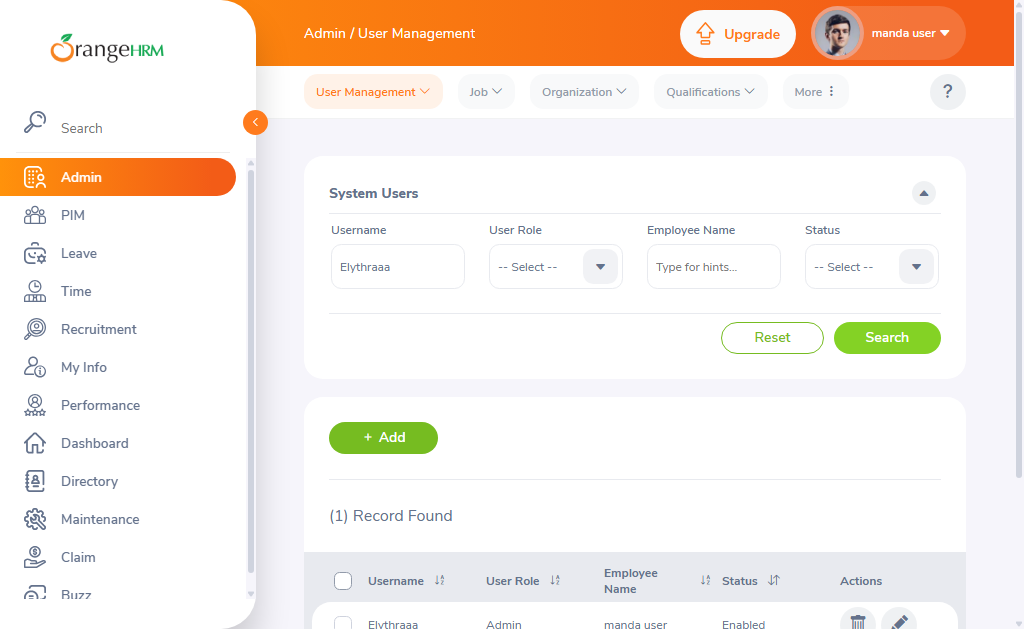 OrangeHRM
Search
Admin
PIM
Leave
Time
Recruitment
My Info
Performance
Dashboard
Directory
Maintenance
Claim
Buzz
Admin / User Management
Upgrade
manda user
User Management
Job
Organization
Qualifications
More
?
System Users
Username
User Role
Employee Name
Status
Elythraaa
-- Select --
Type for hints...
-- Select --
Reset
Search
+ Add
(1) Record Found
Username
User Role
Employee Name
Status
Actions
Elythraaa
Admin
manda user
Enabled